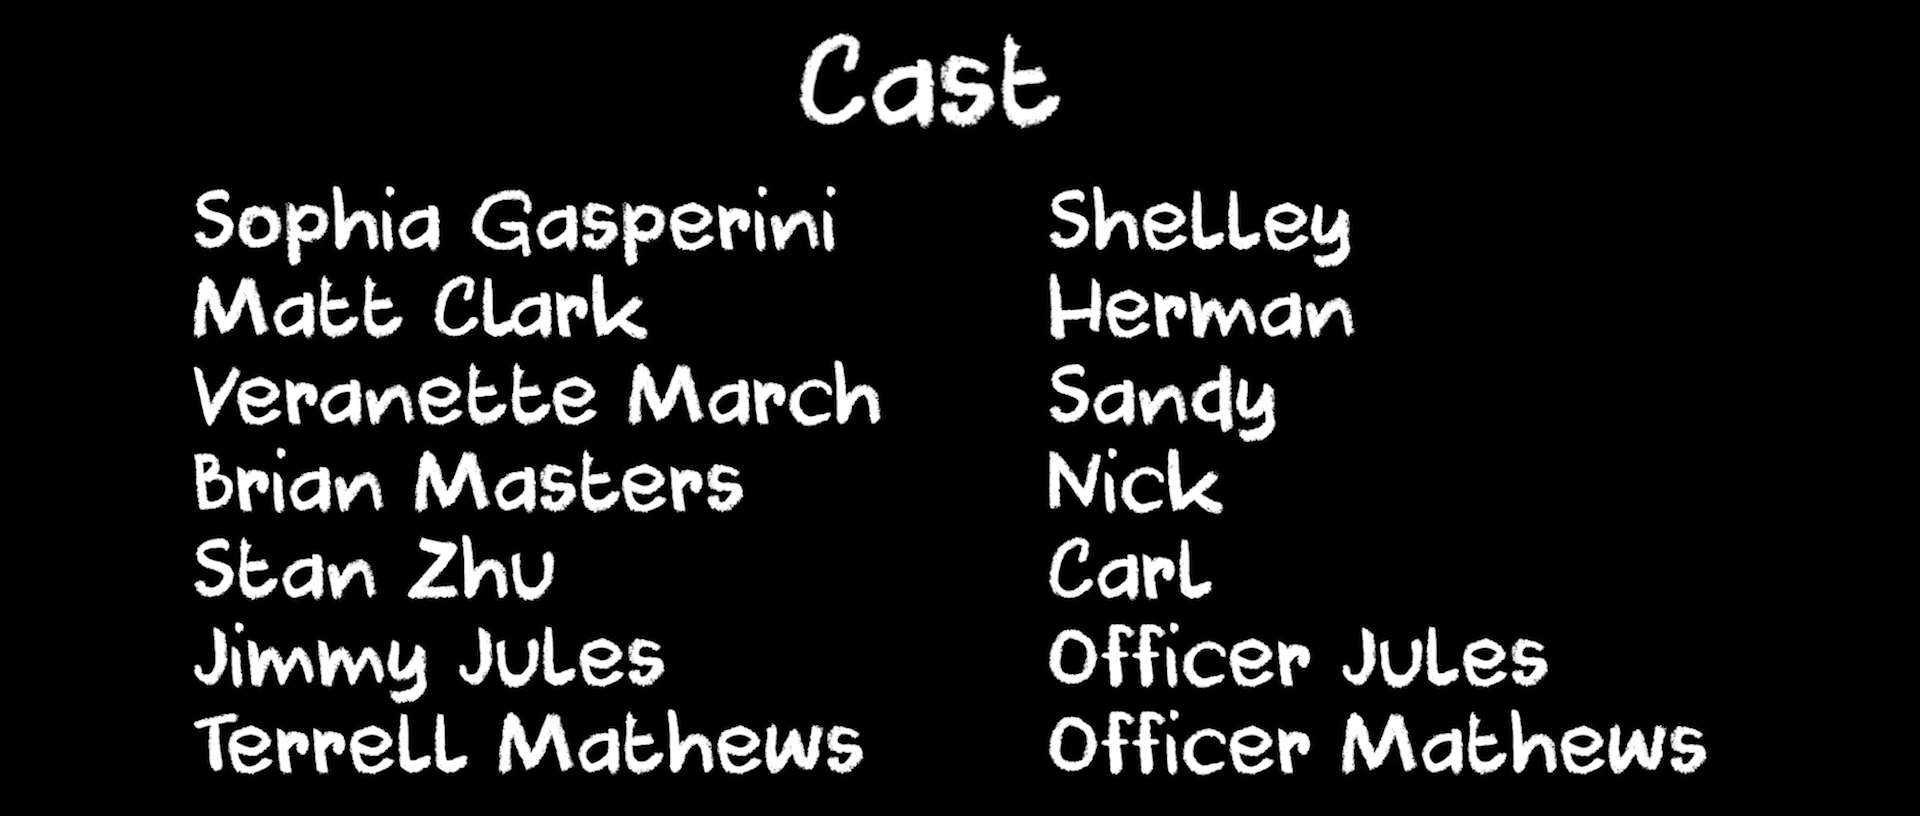 Cast
Sophia Gasperini Shelley
Matt Clark Herman
Veranette March Sandy
Brian Masters Nick
Stan Zhu Carl
Jimmy Jules Officer Jules
Terrell Mathews Officer Mathews